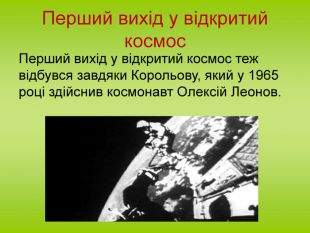 Перший вихід у відкритий
космос
Перший вихід у відкритий космос теж
відбувся завдяки Корольову, який у 1965
році здійснив космонавт Олексій Леонов.